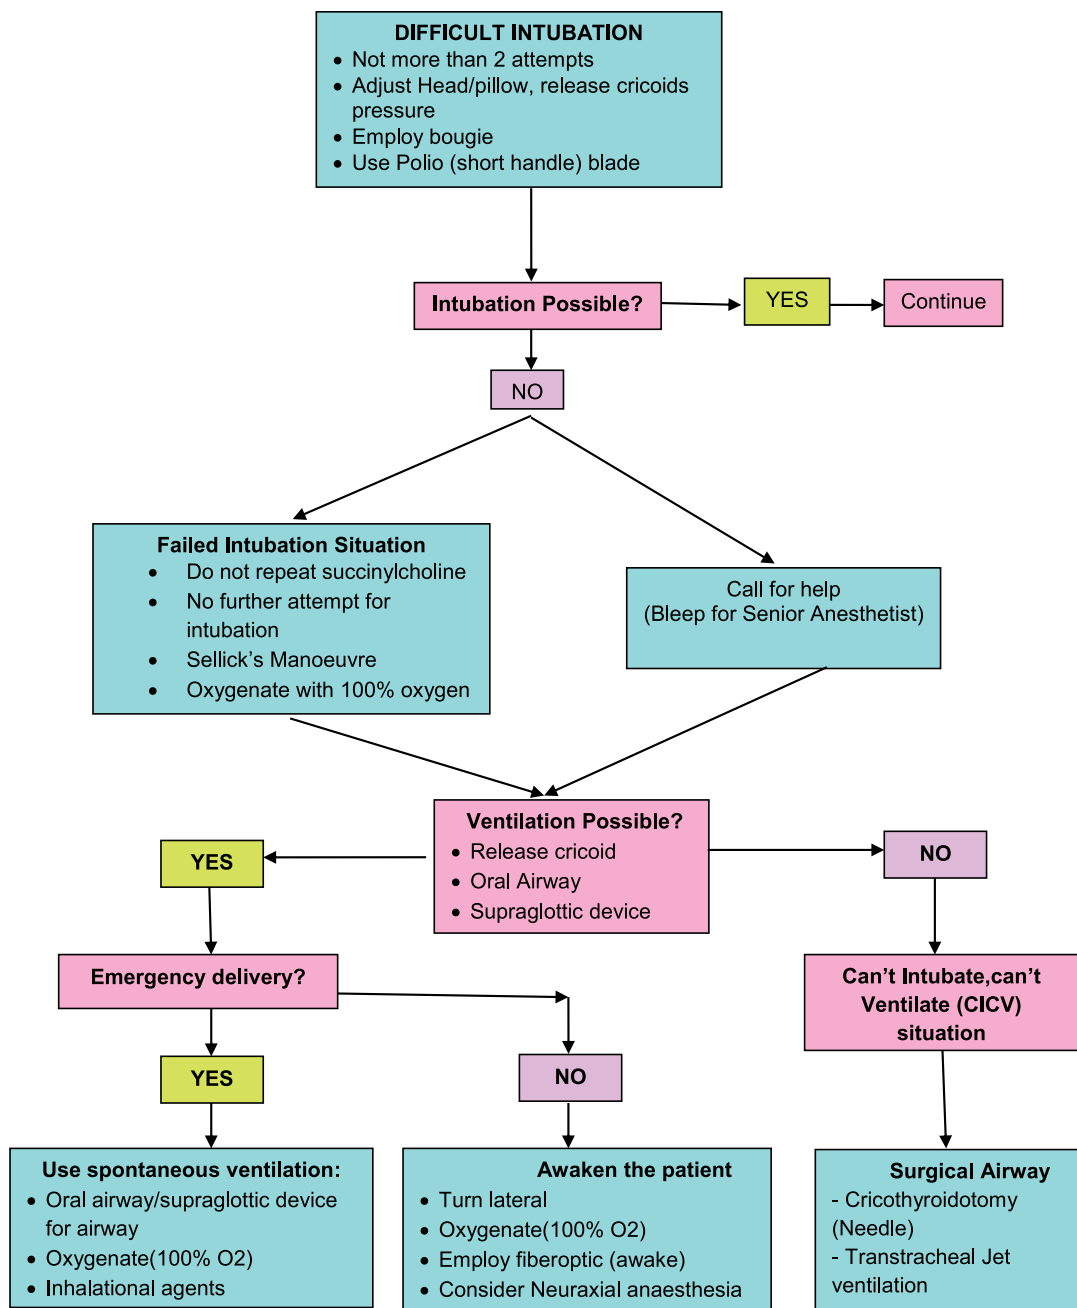 DIFFICULT INTUBATION
• Not more than 2 attempts
• Adjust Head/pillow, release cricoids
pressure
• Employ bougie
• Use Polio (short handle) blade
Intubation Possible?
YES
Continue
NO
Failed Intubation Situation
• Do not repeat succinylcholine
• No further attempt for
intubation
• Sellick's Manoeuvre
• Oxygenate with 100% oxygen
Call for help
(Bleep for Senior Anesthetist)
Ventilation Possible?
• Release cricoid
• Oral Airway
• Supraglottic device
YES
NO
Emergency delivery?
Can't Intubate,can't
Ventilate (CICV)
situation
YES
NO
Use spontaneous ventilation:
• Oral airway/supraglottic device
for airway
• Oxygenate(100% O2)
• Inhalational agents
Awaken the patient
• Turn lateral
• Oxygenate(100% O2)
• Employ fiberoptic (awake)
• Consider Neuraxial anaesthesia
Surgical Airway
- Cricothyroidotomy
(Needle)
- Transtracheal Jet
ventilation